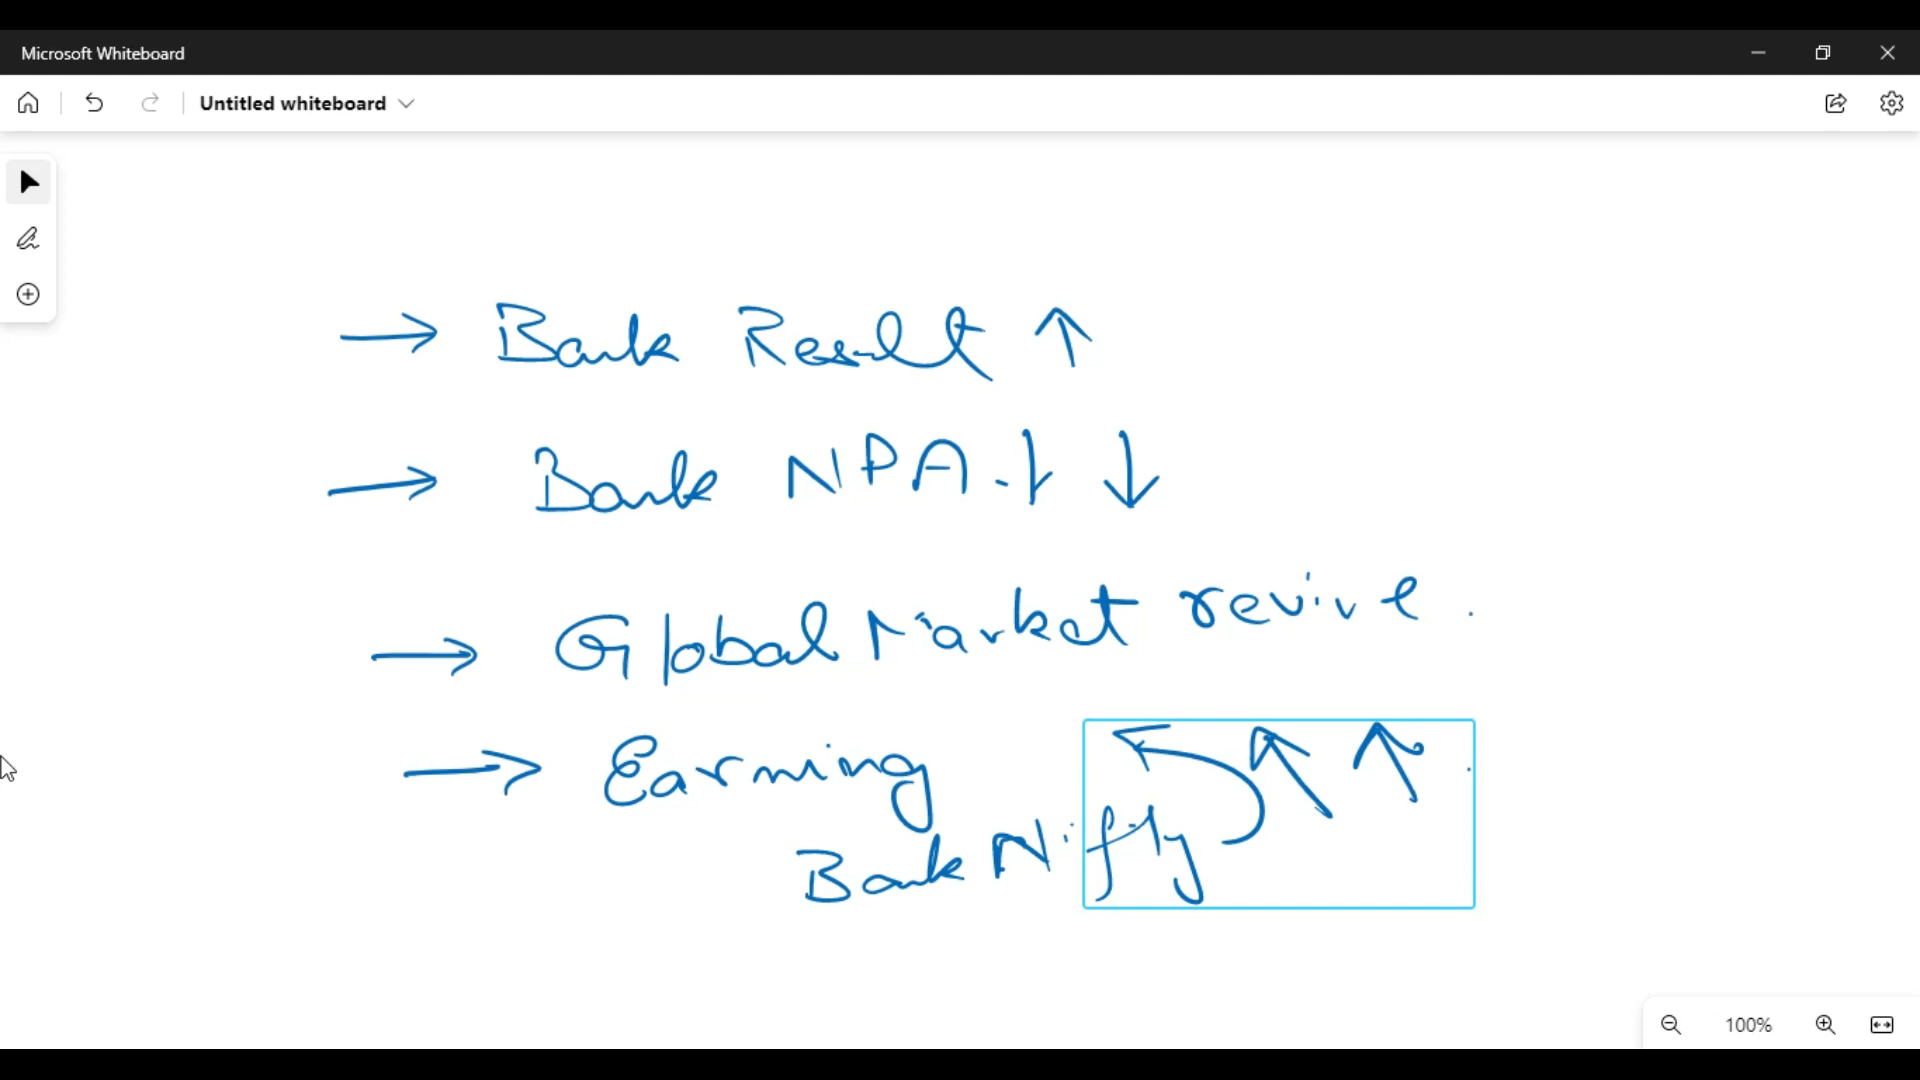 Microsoft Whiteboard
Untitled whiteboard
→ Bank Result ↑
→ Bank NPA. ↓ ↓
→ Global Market revive.
→ Earning
Bank Nifty
100%